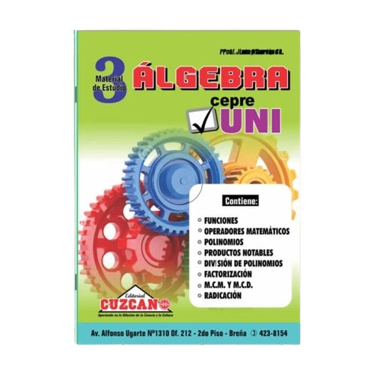 Material
de Estudio
3
ÁLGEBRA
cepre
UNI
Contiene:
FUNCIONES
OPERADORES MATEMÁTICOS
POLINOMIOS
PRODUCTOS NOTABLES
DIVISIÓN DE POLINOMIOS
FACTORIZACIÓN
M.C.M. Y M.C.D.
RADICACIÓN
Editorial
CUZCANO
Av. Alfonso Ugarte Nº1310 Of. 212 - 2do Piso - Breña 423-8154